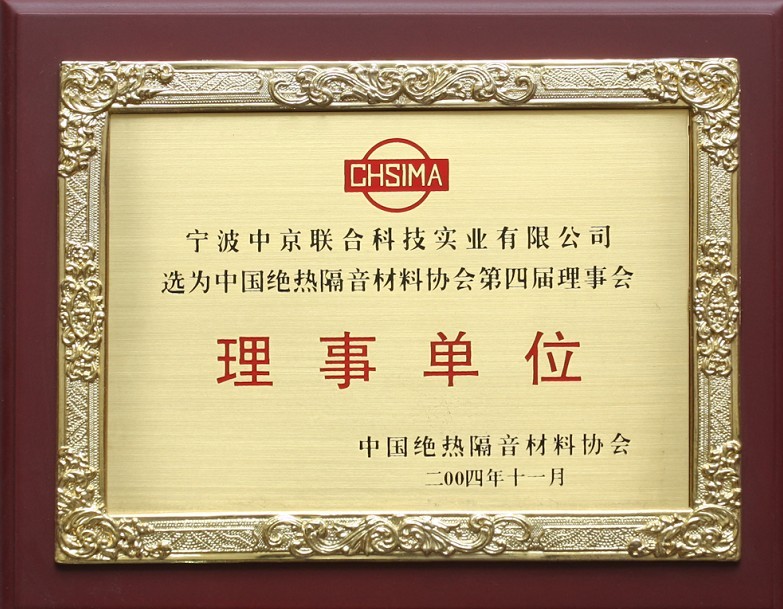 CHSIMA
宁波中京联合科技实业有限公司
选为中国绝热隔音材料协会第四届理事会
理事单位
中国绝热隔音材料协会
二00四年十一月